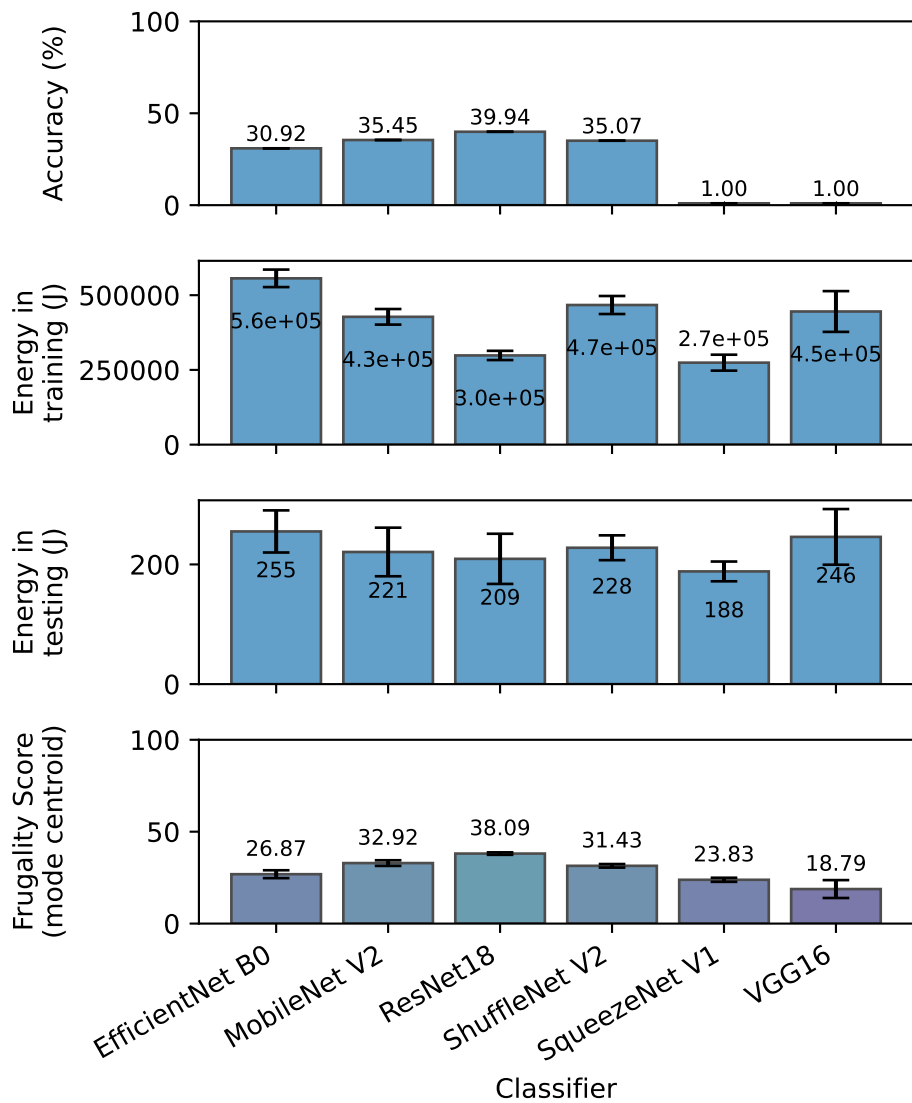 Accuracy (%)
100
50
0
30.92
35.45
39.94
35.07
1.00
1.00
Energy in
training (J)
500000
250000
0
5.6e+05
4.3e+05
3.0e+05
4.7e+05
2.7e+05
4.5e+05
Energy in
testing (J)
200
0
255
221
209
228
188
246
Frugality Score
(mode centroid)
100
50
0
26.87
32.92
38.09
31.43
23.83
18.79
EfficientNet B0
MobileNet V2
ResNet18
ShuffleNet V2
SqueezeNet V1
VGG16
Classifier